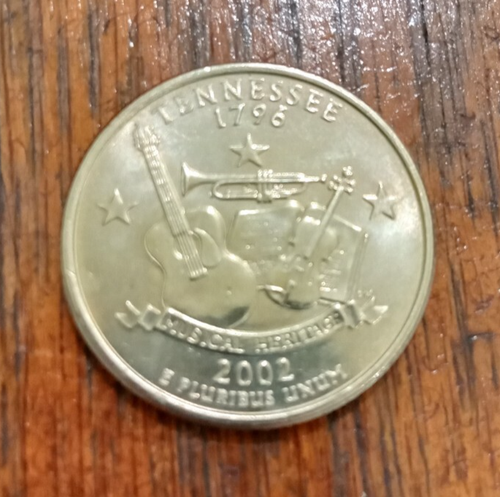 TENNESSEE
1796
MUSICAL HERITAGE
2002
E PLURIBUS UNUM